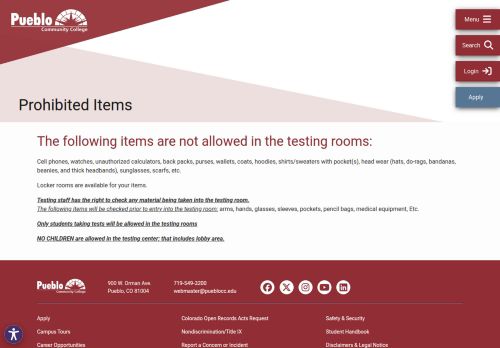 Pueblo
Community College
Menu
Search
Login
Apply
Prohibited Items
The following items are not allowed in the testing rooms:
Cell phones, watches, unauthorized calculators, back packs, purses, wallets, coats, hoodies, shirts/sweaters with pocket(s), head wear (hats, do-rags, bandanas,
beanies, and thick headbands), sunglasses, scarfs, etc.
Locker rooms are available for your items.
Testing staff has the right to check any material being taken into the testing room.
The following items will be checked prior to entry into the testing room: arms, hands, glasses, sleeves, pockets, pencil bags, medical equipment, Etc.
Only students taking tests will be allowed in the testing rooms
NO CHILDREN are allowed in the testing center; that includes lobby area.
Pueblo
Community College
900 W. Orman Ave.
Pueblo, CO 81004
719-549-3200
webmaster@pueblocc.edu
Apply
Colorado Open Records Acts Request
Safety & Security
Campus Tours
Nondiscrimination/Title IX
Student Handbook
Career Opportunities
Report a Concern or Incident
Disclaimers & Legal Notice